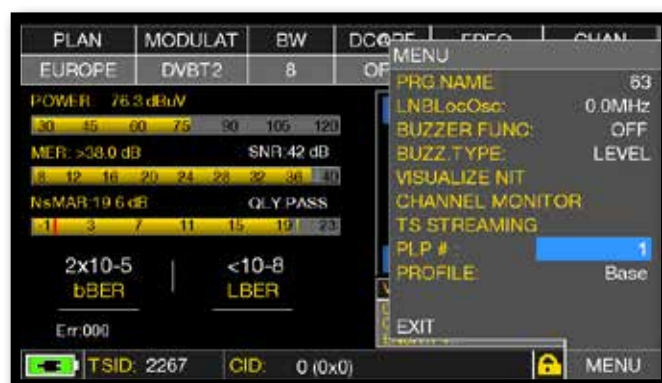 PLAN MODULAT BW FREQ CHAN
EUROPE DVBT2 8
MENU
PRG.NAME 63
LNBLocOsc: 0.0MHz
BUZZER FUNC: OFF
BUZZ.TYPE: LEVEL
VISUALIZE NIT
CHANNEL MONITOR
TS STREAMING
PLP # : 1
PROFILE: Base
EXIT
POWER: 76.3 dBuV
30 45 60 75 90 105 120
MER: >38.0 dB SNR:42 dB
8 12 16 20 24 28 32 36 40
NsMAR:19.6 dB QLY:PASS
-1 3 7 11 15 19 23
2x10-5 <10-8
bBER LBER
Err:000
TSID: 2267 CID: 0 (0x0) MENU